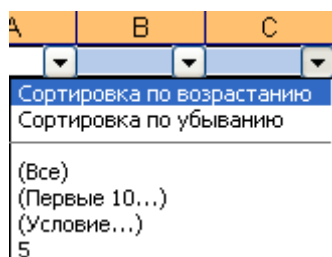 A B C
Сортировка по возрастанию
Сортировка по убыванию
(Все)
(Первые 10...)
(Условие...)
5